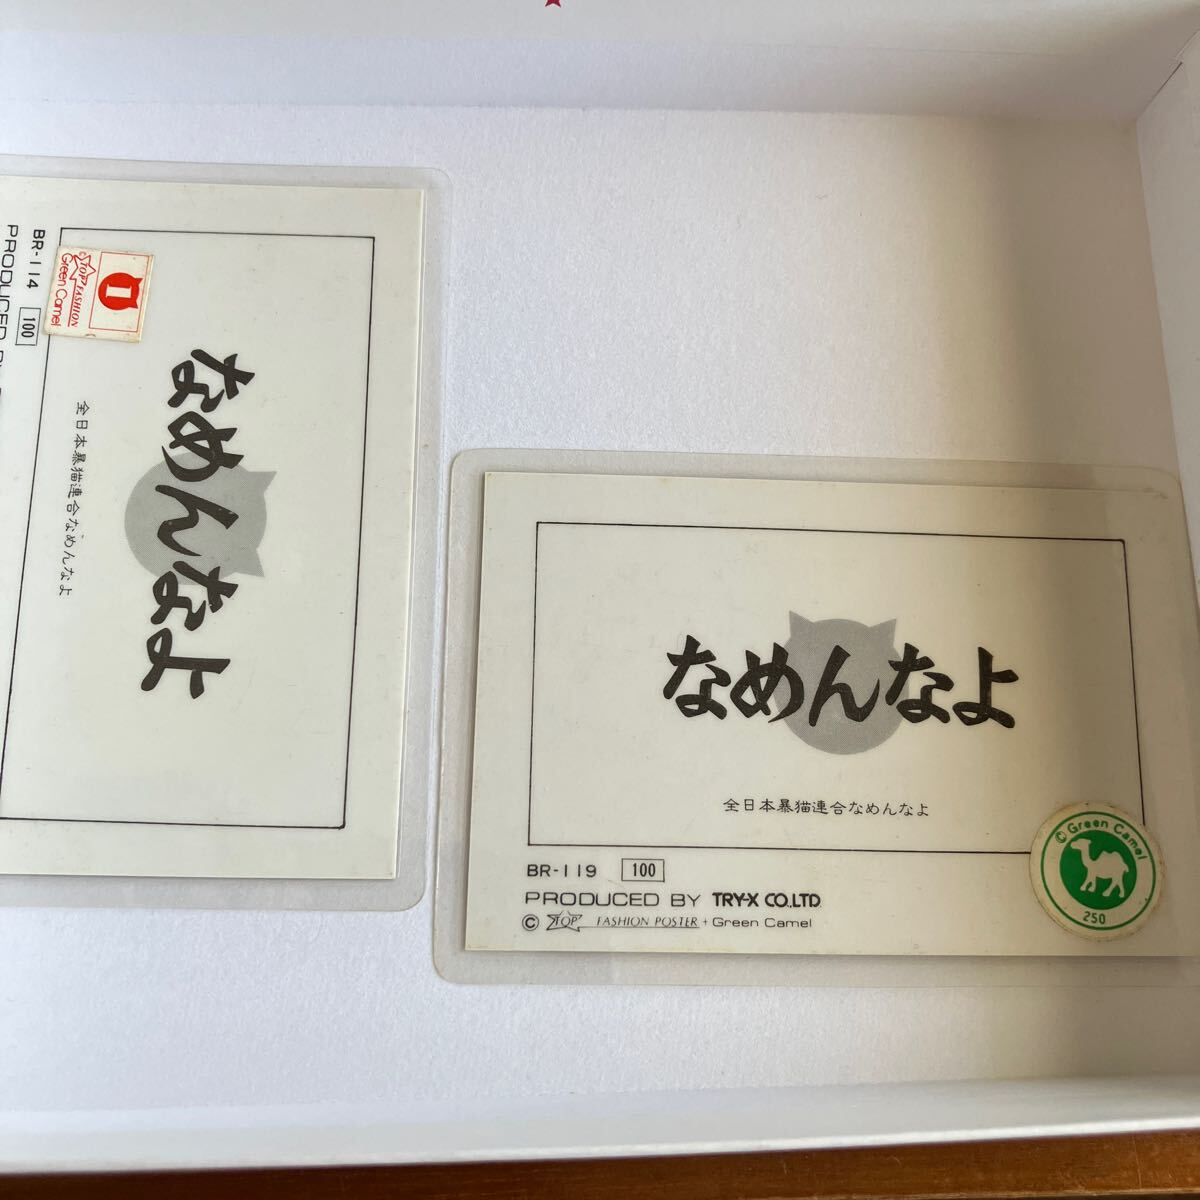 なめんなよ
全日本暴猫連合なめんなよ
BR-114 100
TOP FASHION
Green Camel
なめんなよ
全日本暴猫連合なめんなよ
BR-119 100
PRODUCED BY TRY-X CO.,LTD
© TOP FASHION POSTER + Green Camel
© Green Camel
250